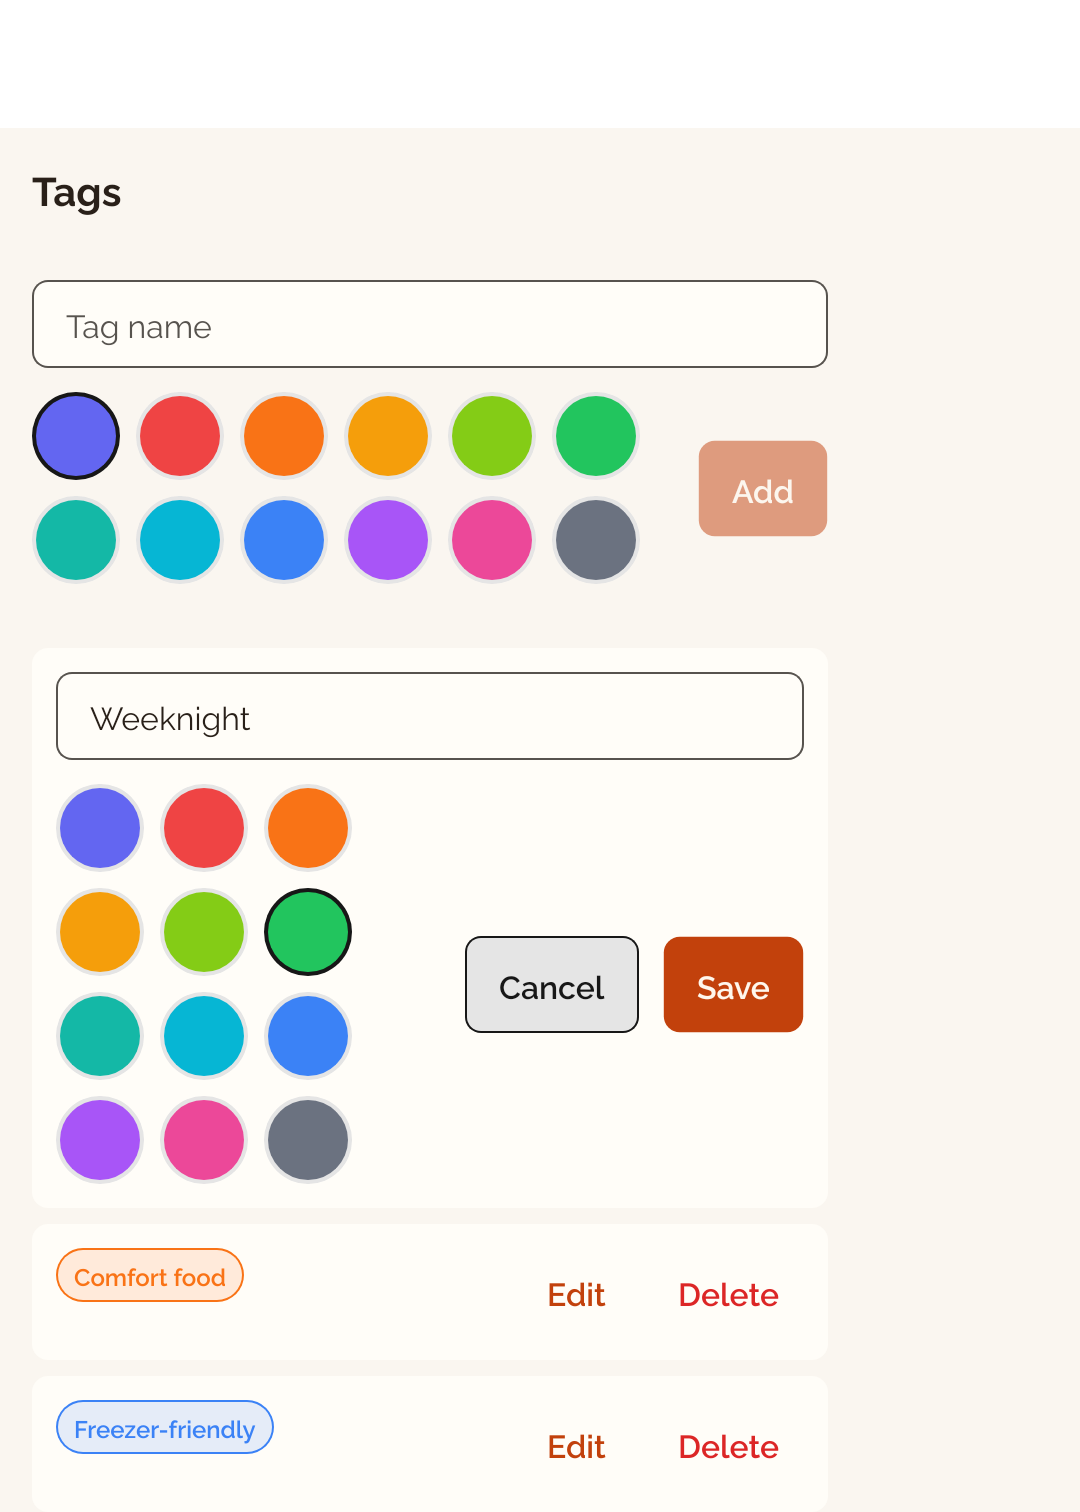 Tags
Tag name
Add
Weeknight
Cancel
Save
Comfort food
Edit
Delete
Freezer-friendly
Edit
Delete